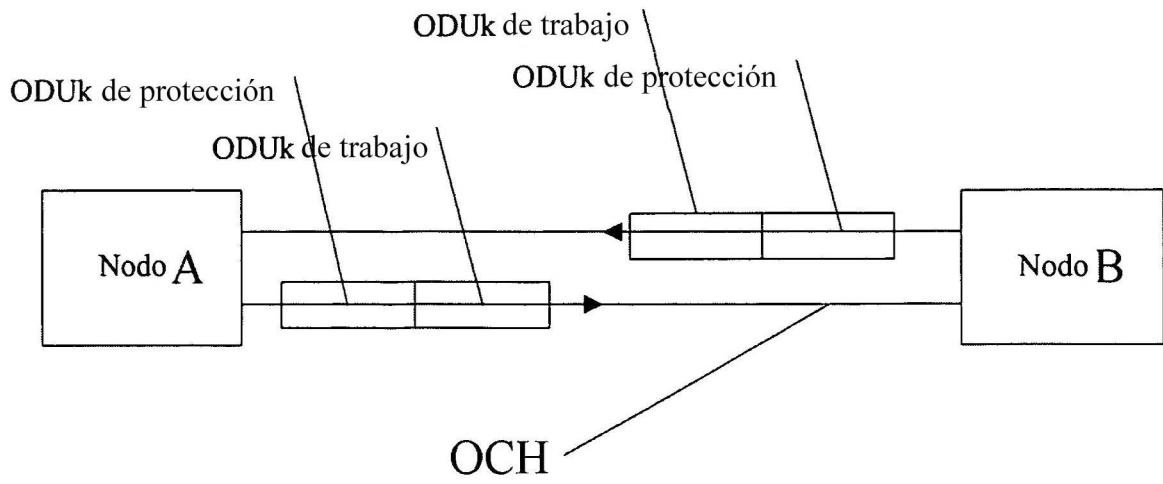 ODUk de trabajo
ODUk de protección
ODUk de protección
ODUk de trabajo
Nodo A
Nodo B
OCH